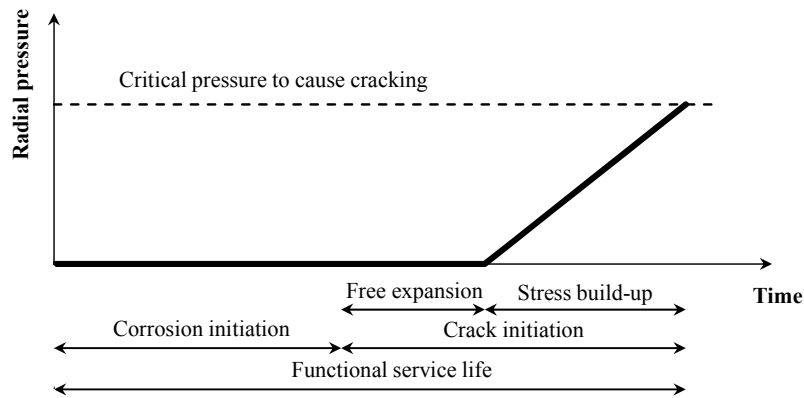 Radial pressure
Critical pressure to cause cracking
Free expansion
Stress build-up
Time
Corrosion initiation
Crack initiation
Functional service life